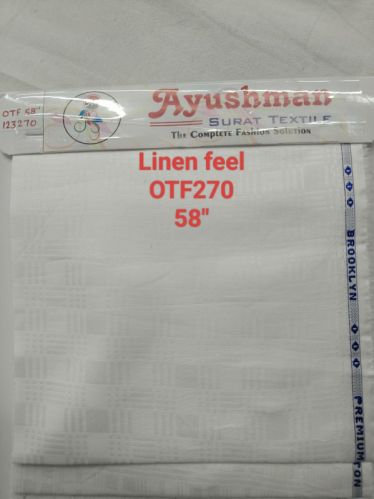 OTF 58"
123270
Ayushman
SURAT TEXTILE
THE COMPLETE FASHION SOLUTION
Linen feel
OTF270
58"
BROOKLYN
PREMIUM